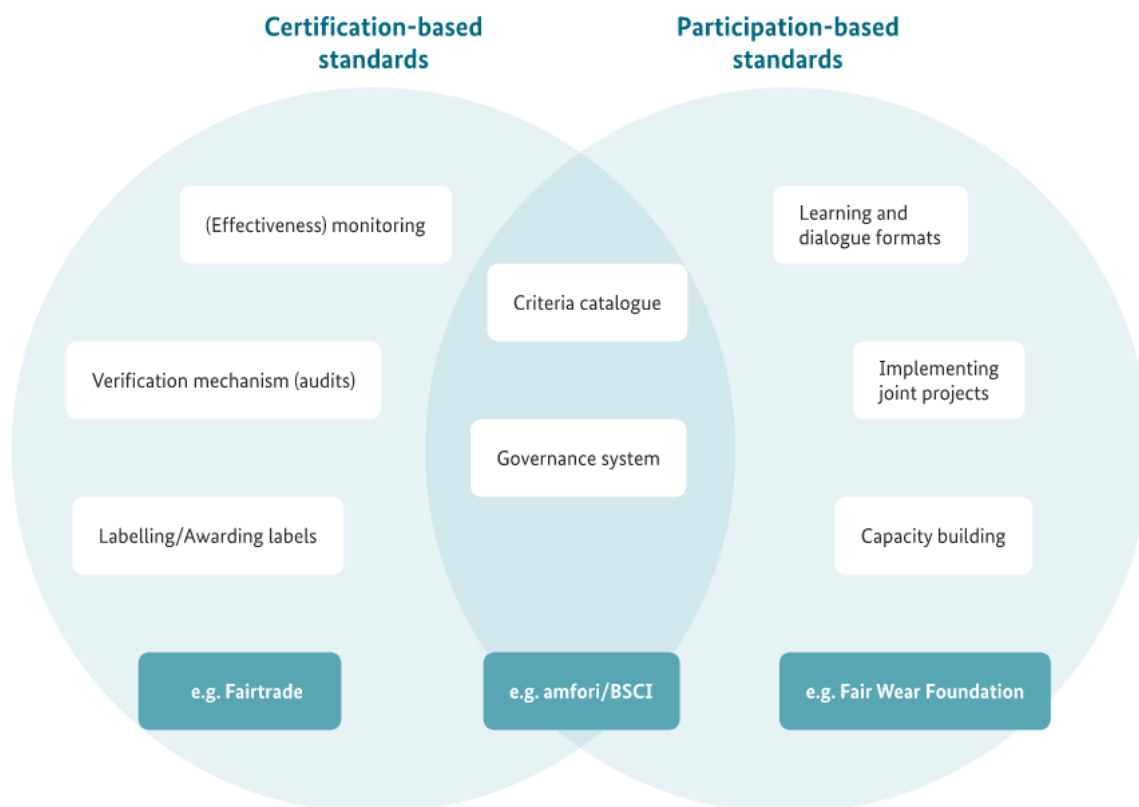 Certification-based
standards
Participation-based
standards
(Effectiveness) monitoring
Learning and
dialogue formats
Criteria catalogue
Verification mechanism (audits)
Implementing
joint projects
Governance system
Labelling/Awarding labels
Capacity building
e.g. Fairtrade
e.g. amfori/BSCI
e.g. Fair Wear Foundation